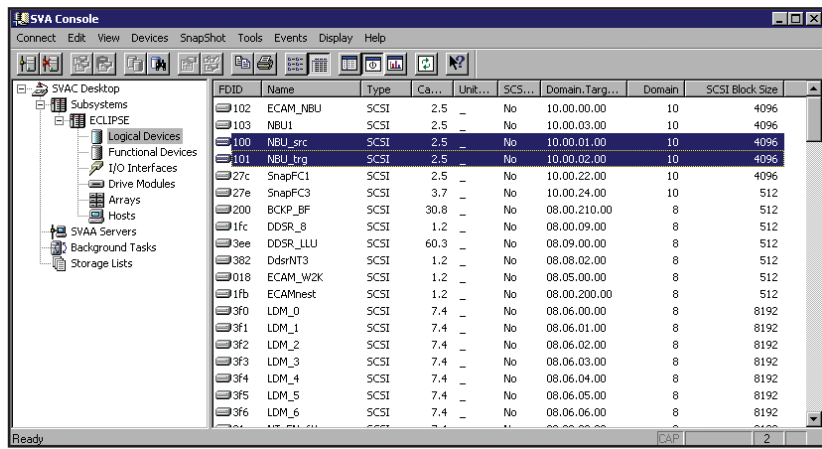 SVA Console
Connect Edit View Devices SnapShot Tools Events Display Help
SVAC Desktop
Subsystems
ECLIPSE
Logical Devices
Functional Devices
I/O Interfaces
Drive Modules
Arrays
Hosts
SVAA Servers
Background Tasks
Storage Lists
FDID Name Type Ca... Unit... SCS... Domain.Targ... Domain SCSI Block Size
102 ECAM_NBU SCSI 2.5 _ No 10.00.00.00 10 4096
103 NBU1 SCSI 2.5 _ No 10.00.03.00 10 4096
100 NBU_src SCSI 2.5 _ No 10.00.01.00 10 4096
101 NBU_trg SCSI 2.5 _ No 10.00.02.00 10 4096
27c SnapFC1 SCSI 2.5 _ No 10.00.22.00 10 4096
27e SnapFC3 SCSI 3.7 _ No 10.00.24.00 10 512
200 BCKP_BF SCSI 30.8 _ No 08.00.210.00 8 512
1fc DDSR_8 SCSI 1.2 _ No 08.00.09.00 8 512
3ee DDSR_LLU SCSI 60.3 _ No 08.09.00.00 8 512
382 DdsrNT3 SCSI 1.2 _ No 08.08.02.00 8 512
018 ECAM_W2K SCSI 1.2 _ No 08.05.00.00 8 512
1fb ECAMnest SCSI 1.2 _ No 08.00.200.00 8 512
3f0 LDM_0 SCSI 7.4 _ No 08.06.00.00 8 8192
3f1 LDM_1 SCSI 7.4 _ No 08.06.01.00 8 8192
3f2 LDM_2 SCSI 7.4 _ No 08.06.02.00 8 8192
3f3 LDM_3 SCSI 7.4 _ No 08.06.03.00 8 8192
3f4 LDM_4 SCSI 7.4 _ No 08.06.04.00 8 8192
3f5 LDM_5 SCSI 7.4 _ No 08.06.05.00 8 8192
3f6 LDM_6 SCSI 7.4 _ No 08.06.06.00 8 8192
Ready CAP 2